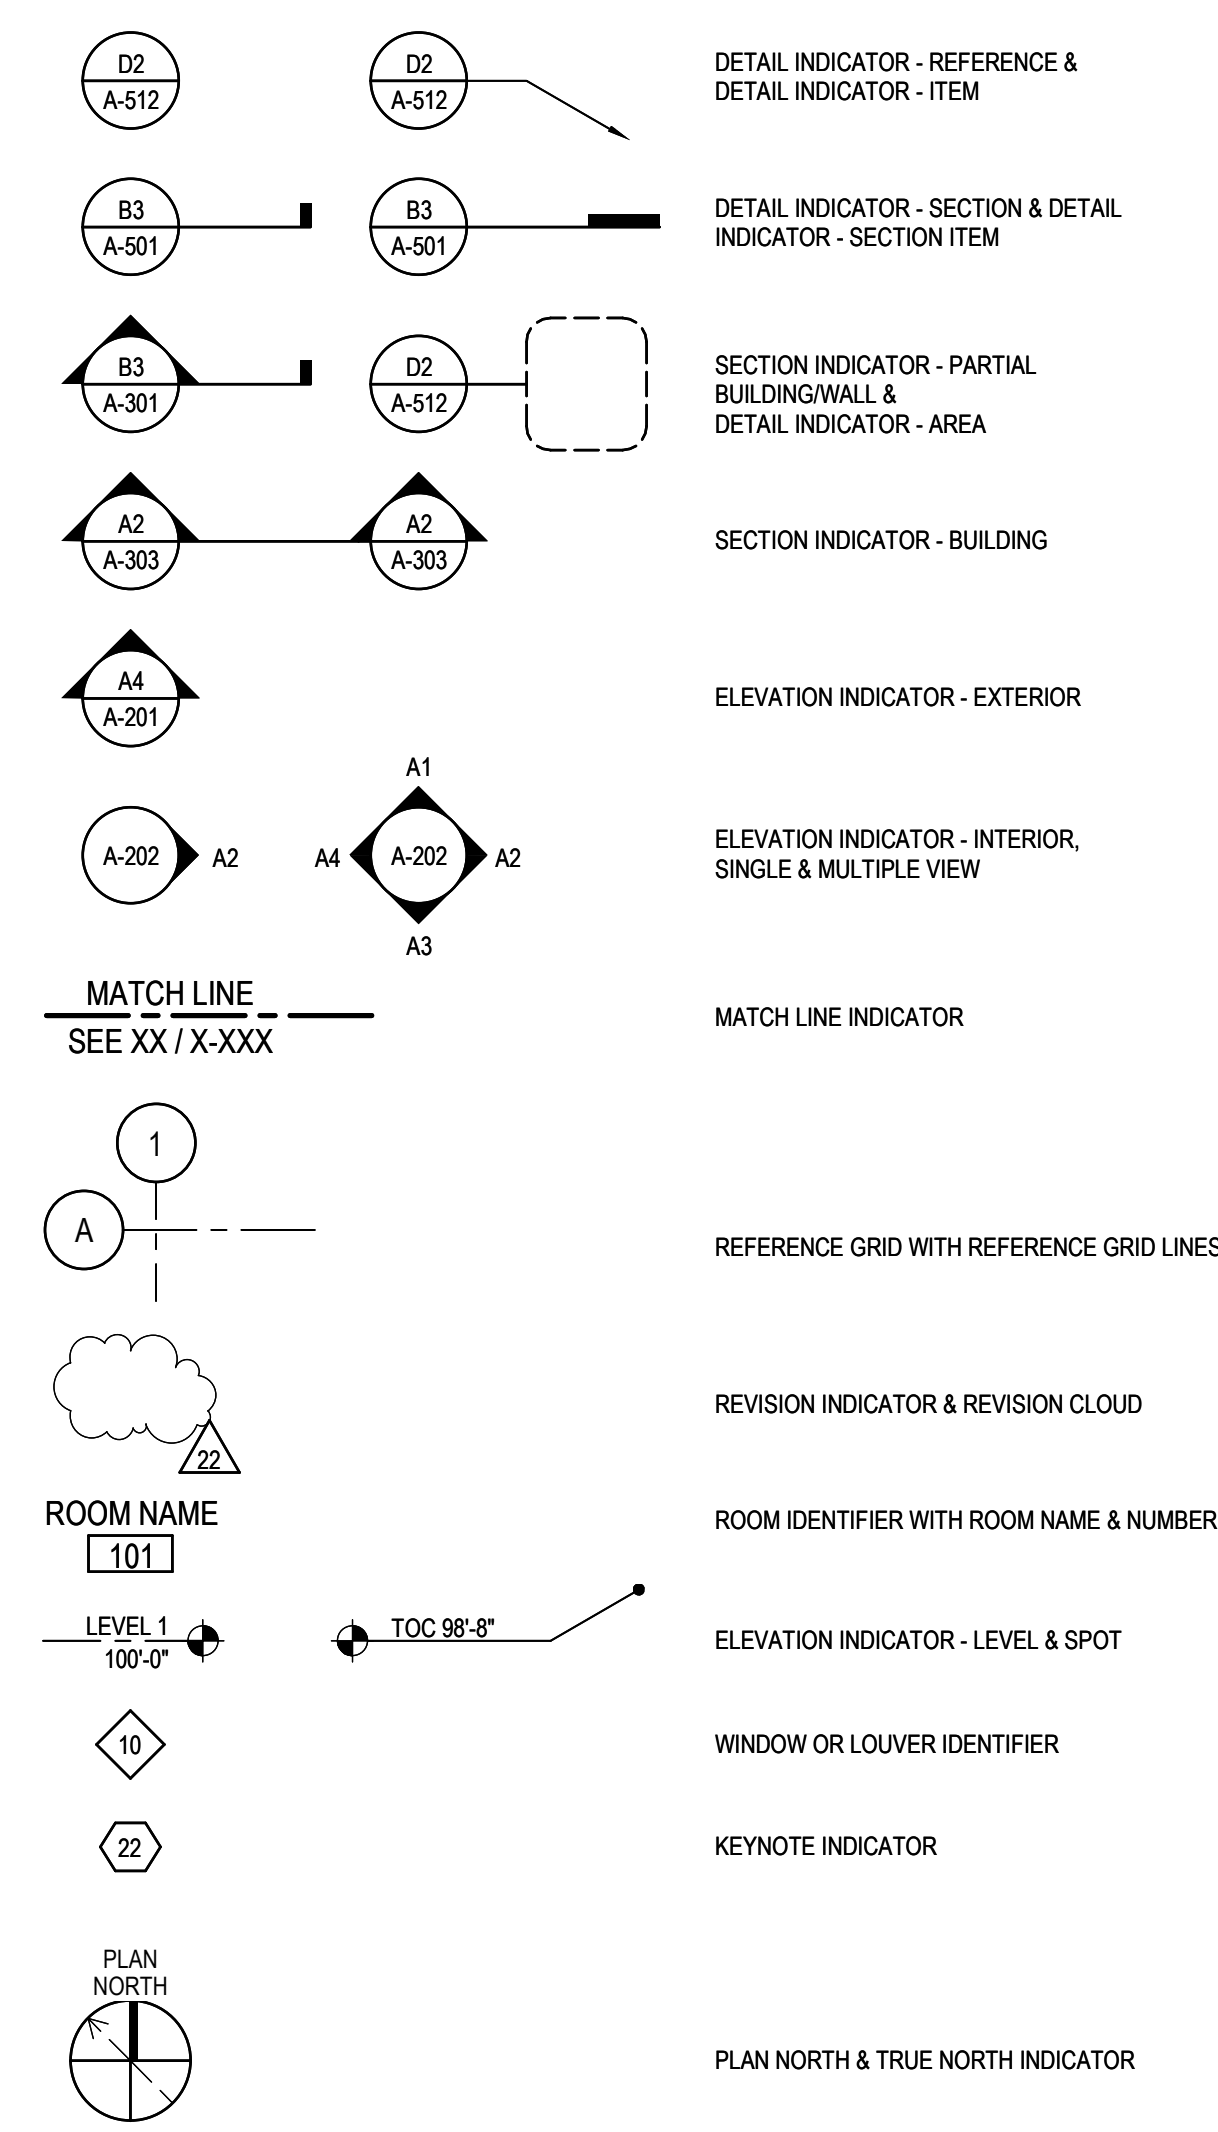 D2
A-512
D2
A-512
DETAIL INDICATOR - REFERENCE &
DETAIL INDICATOR - ITEM
B3
A-501
B3
A-501
DETAIL INDICATOR - SECTION & DETAIL
INDICATOR - SECTION ITEM
B3
A-301
D2
A-512
SECTION INDICATOR - PARTIAL
BUILDING/WALL &
DETAIL INDICATOR - AREA
A2
A-303
A2
A-303
SECTION INDICATOR - BUILDING
A4
A-201
ELEVATION INDICATOR - EXTERIOR
A-202
A2
A1
A4
A-202
A2
A3
ELEVATION INDICATOR - INTERIOR,
SINGLE & MULTIPLE VIEW
MATCH LINE
SEE XX / X-XXX
MATCH LINE INDICATOR
1
A
REFERENCE GRID WITH REFERENCE GRID LINES
22
REVISION INDICATOR & REVISION CLOUD
ROOM NAME
101
ROOM IDENTIFIER WITH ROOM NAME & NUMBER
LEVEL 1
100'-0"
TOC 98'-8"
ELEVATION INDICATOR - LEVEL & SPOT
10
WINDOW OR LOUVER IDENTIFIER
22
KEYNOTE INDICATOR
PLAN
NORTH
PLAN NORTH & TRUE NORTH INDICATOR